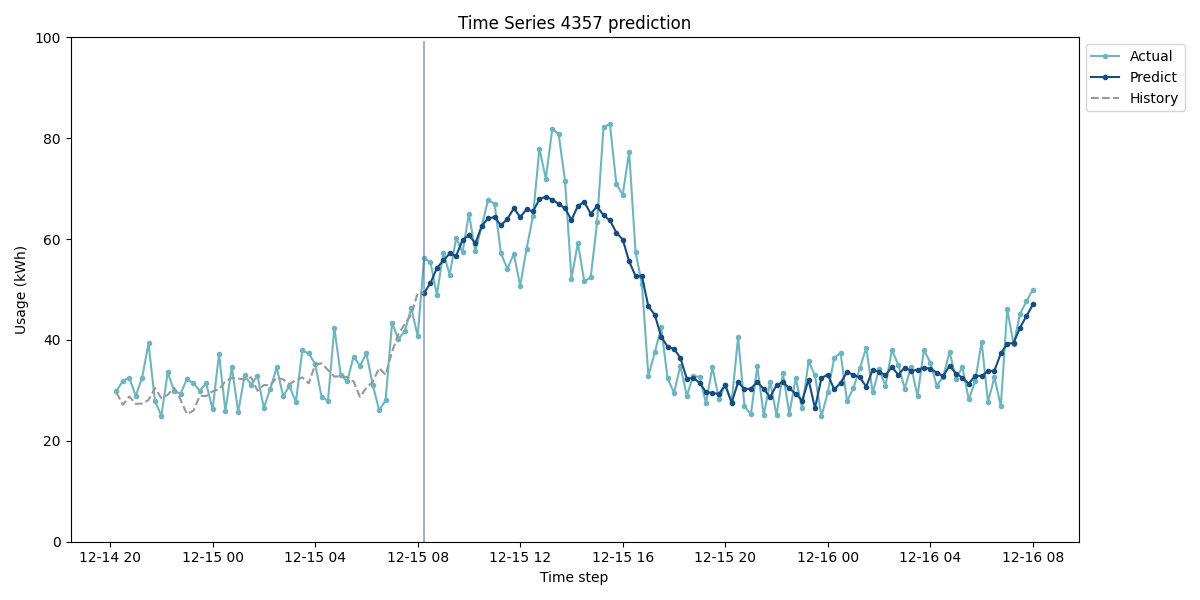 Time Series 4357 prediction
100
80
60
40
20
0
Usage (kWh)
12-14 20
12-15 00
12-15 04
12-15 08
12-15 12
12-15 16
12-15 20
12-16 00
12-16 04
12-16 08
Time step
Actual
Predict
History